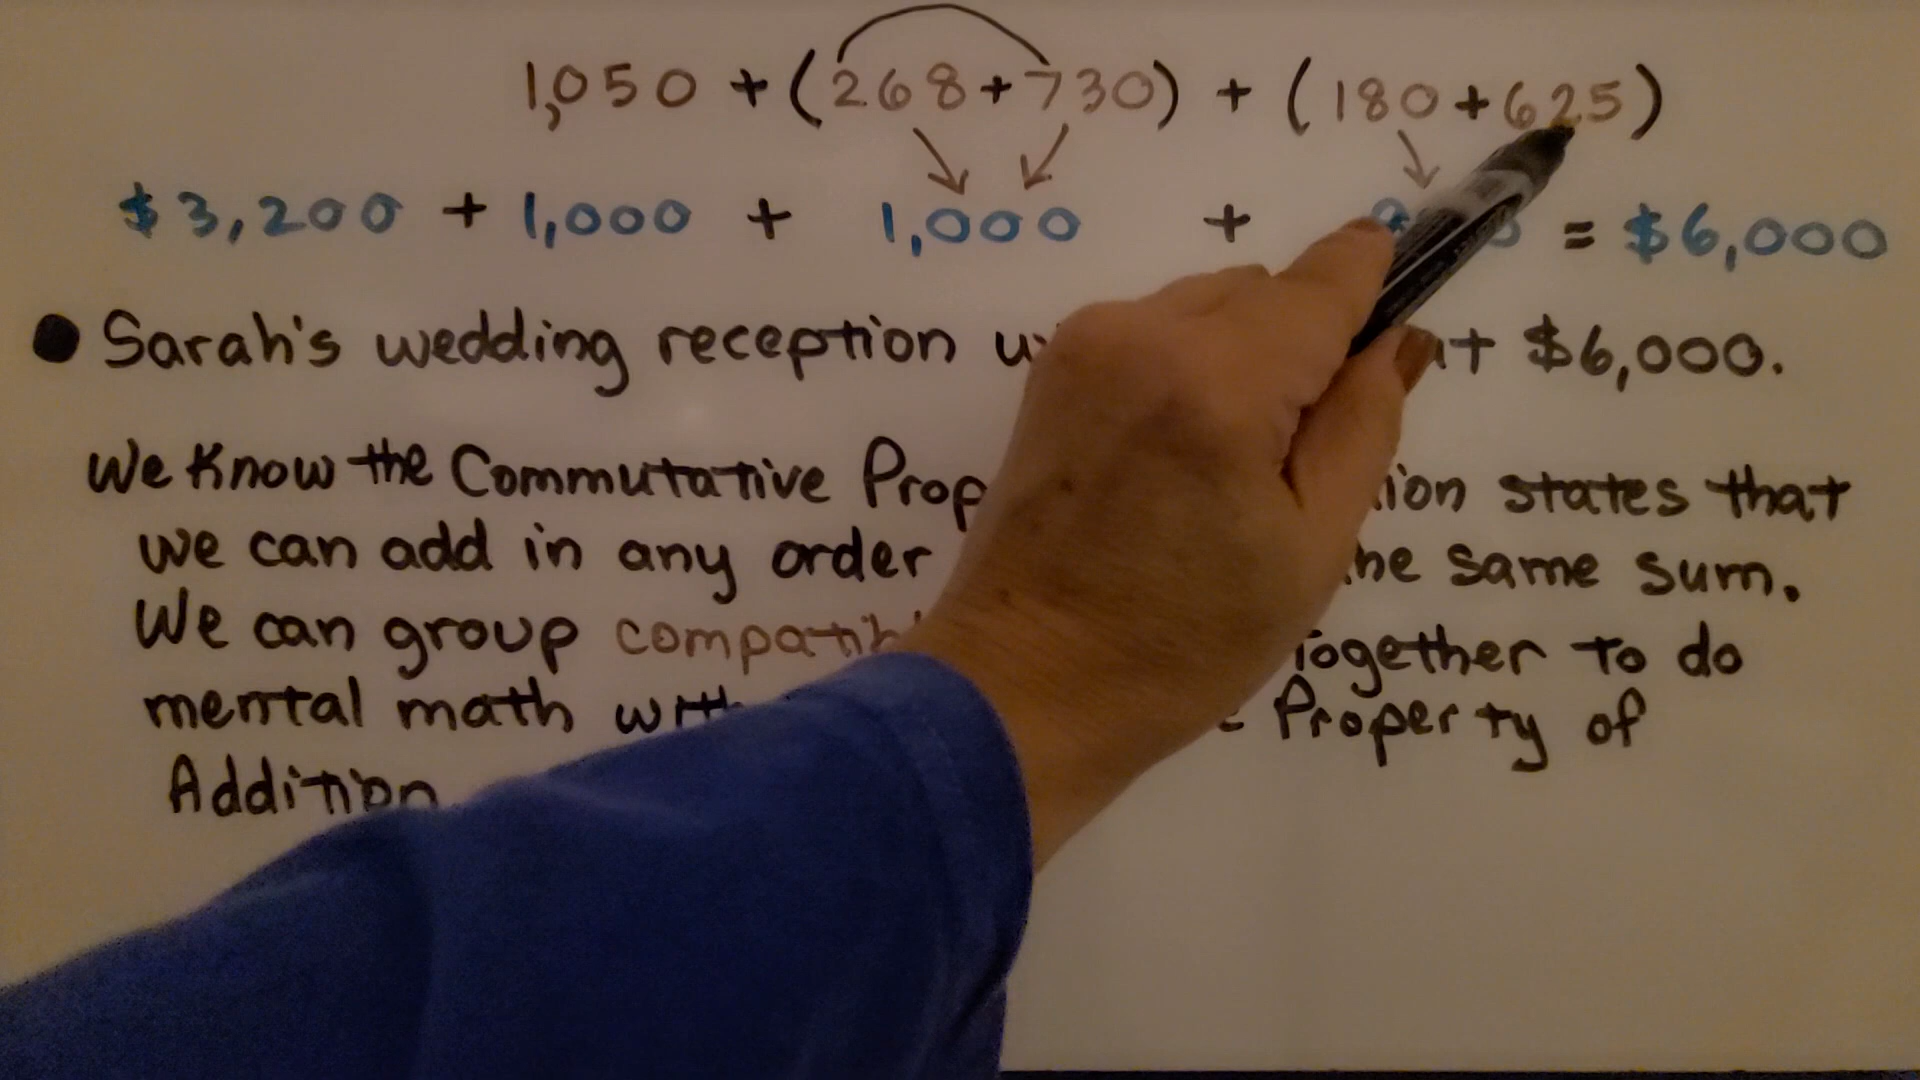 1,050 + (268 + 730) + (180 + 625)
$3,200 + 1,000 + 1,000 + = $6,000
Sarah's wedding reception $6,000.
We Know the Commutative states that
we can add in any order same sum.
We can group together to do
mental math Property of
Addition